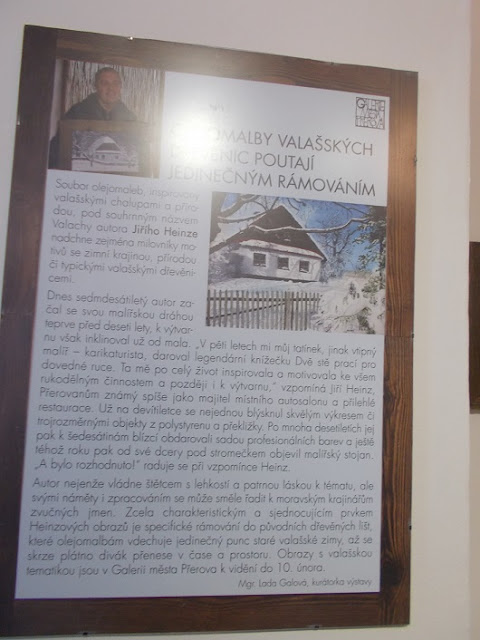 GALERIE
MĚSTA
PŘEROVA
OLEJOMALBY VALAŠSKÝCH
DŘEVĚNIC POUTAJÍ
JEDINEČNÝM RÁMOVÁNÍM
Soubor olejomaleb, inspirovaný
valašskými chalupami a příro-
dou, pod souhrnným názvem
Valachy autora Jiřího Heinze
nadchne zejména milovníky mo-
tivů se zimní krajinou, přírodou
či typickými valašskými dřevěni-
cemi.
Dnes sedmdesátiletý autor za-
čal se svou malířskou dráhou
teprve před deseti lety, k výtvar-
nu však inklinoval už od mala. „V pěti letech mi můj tatínek, jinak vtipný
malíř – karikaturista, daroval legendární knížečku Dvě stě prací pro
dovedné ruce. Ta mě po celý život inspirovala a motivovala ke všem
rukodělným činnostem a později i k výtvarnu,“ vzpomíná Jiří Heinz,
Přerovanům známý spíše jako majitel místního autosalonu a přilehlé
restaurace. Už na devítiletce se nejednou blýsknul skvělým výkresem či
trojrozměrnými objekty z polystyrenu a překližky. Po mnoha desetiletích jej
pak k šedesátinám blízcí obdarovali sadou profesionálních barev a ještě
téhož roku pak od své dcery pod stromečkem objevil malířský stojan.
„A bylo rozhodnuto!“ raduje se při vzpomínce Heinz.
Autor nejenže vládne štětcem s lehkostí a patrnou láskou k tématu, ale
svými náměty i zpracováním se může směle řadit k moravským krajinářům
zvučných jmen. Zcela charakteristickým a sjednocujícím prvkem
Heinzových obrazů je specifické rámování do původních dřevěných lišt,
které olejomalbám vdechuje jedinečný punc staré valašské zimy, až se
skrze plátno divák přenese v čase a prostoru. Obrazy s valašskou
tematikou jsou v Galerii města Přerova k vidění do 10. února.
Mgr. Lada Galová, kurátorka výstavy